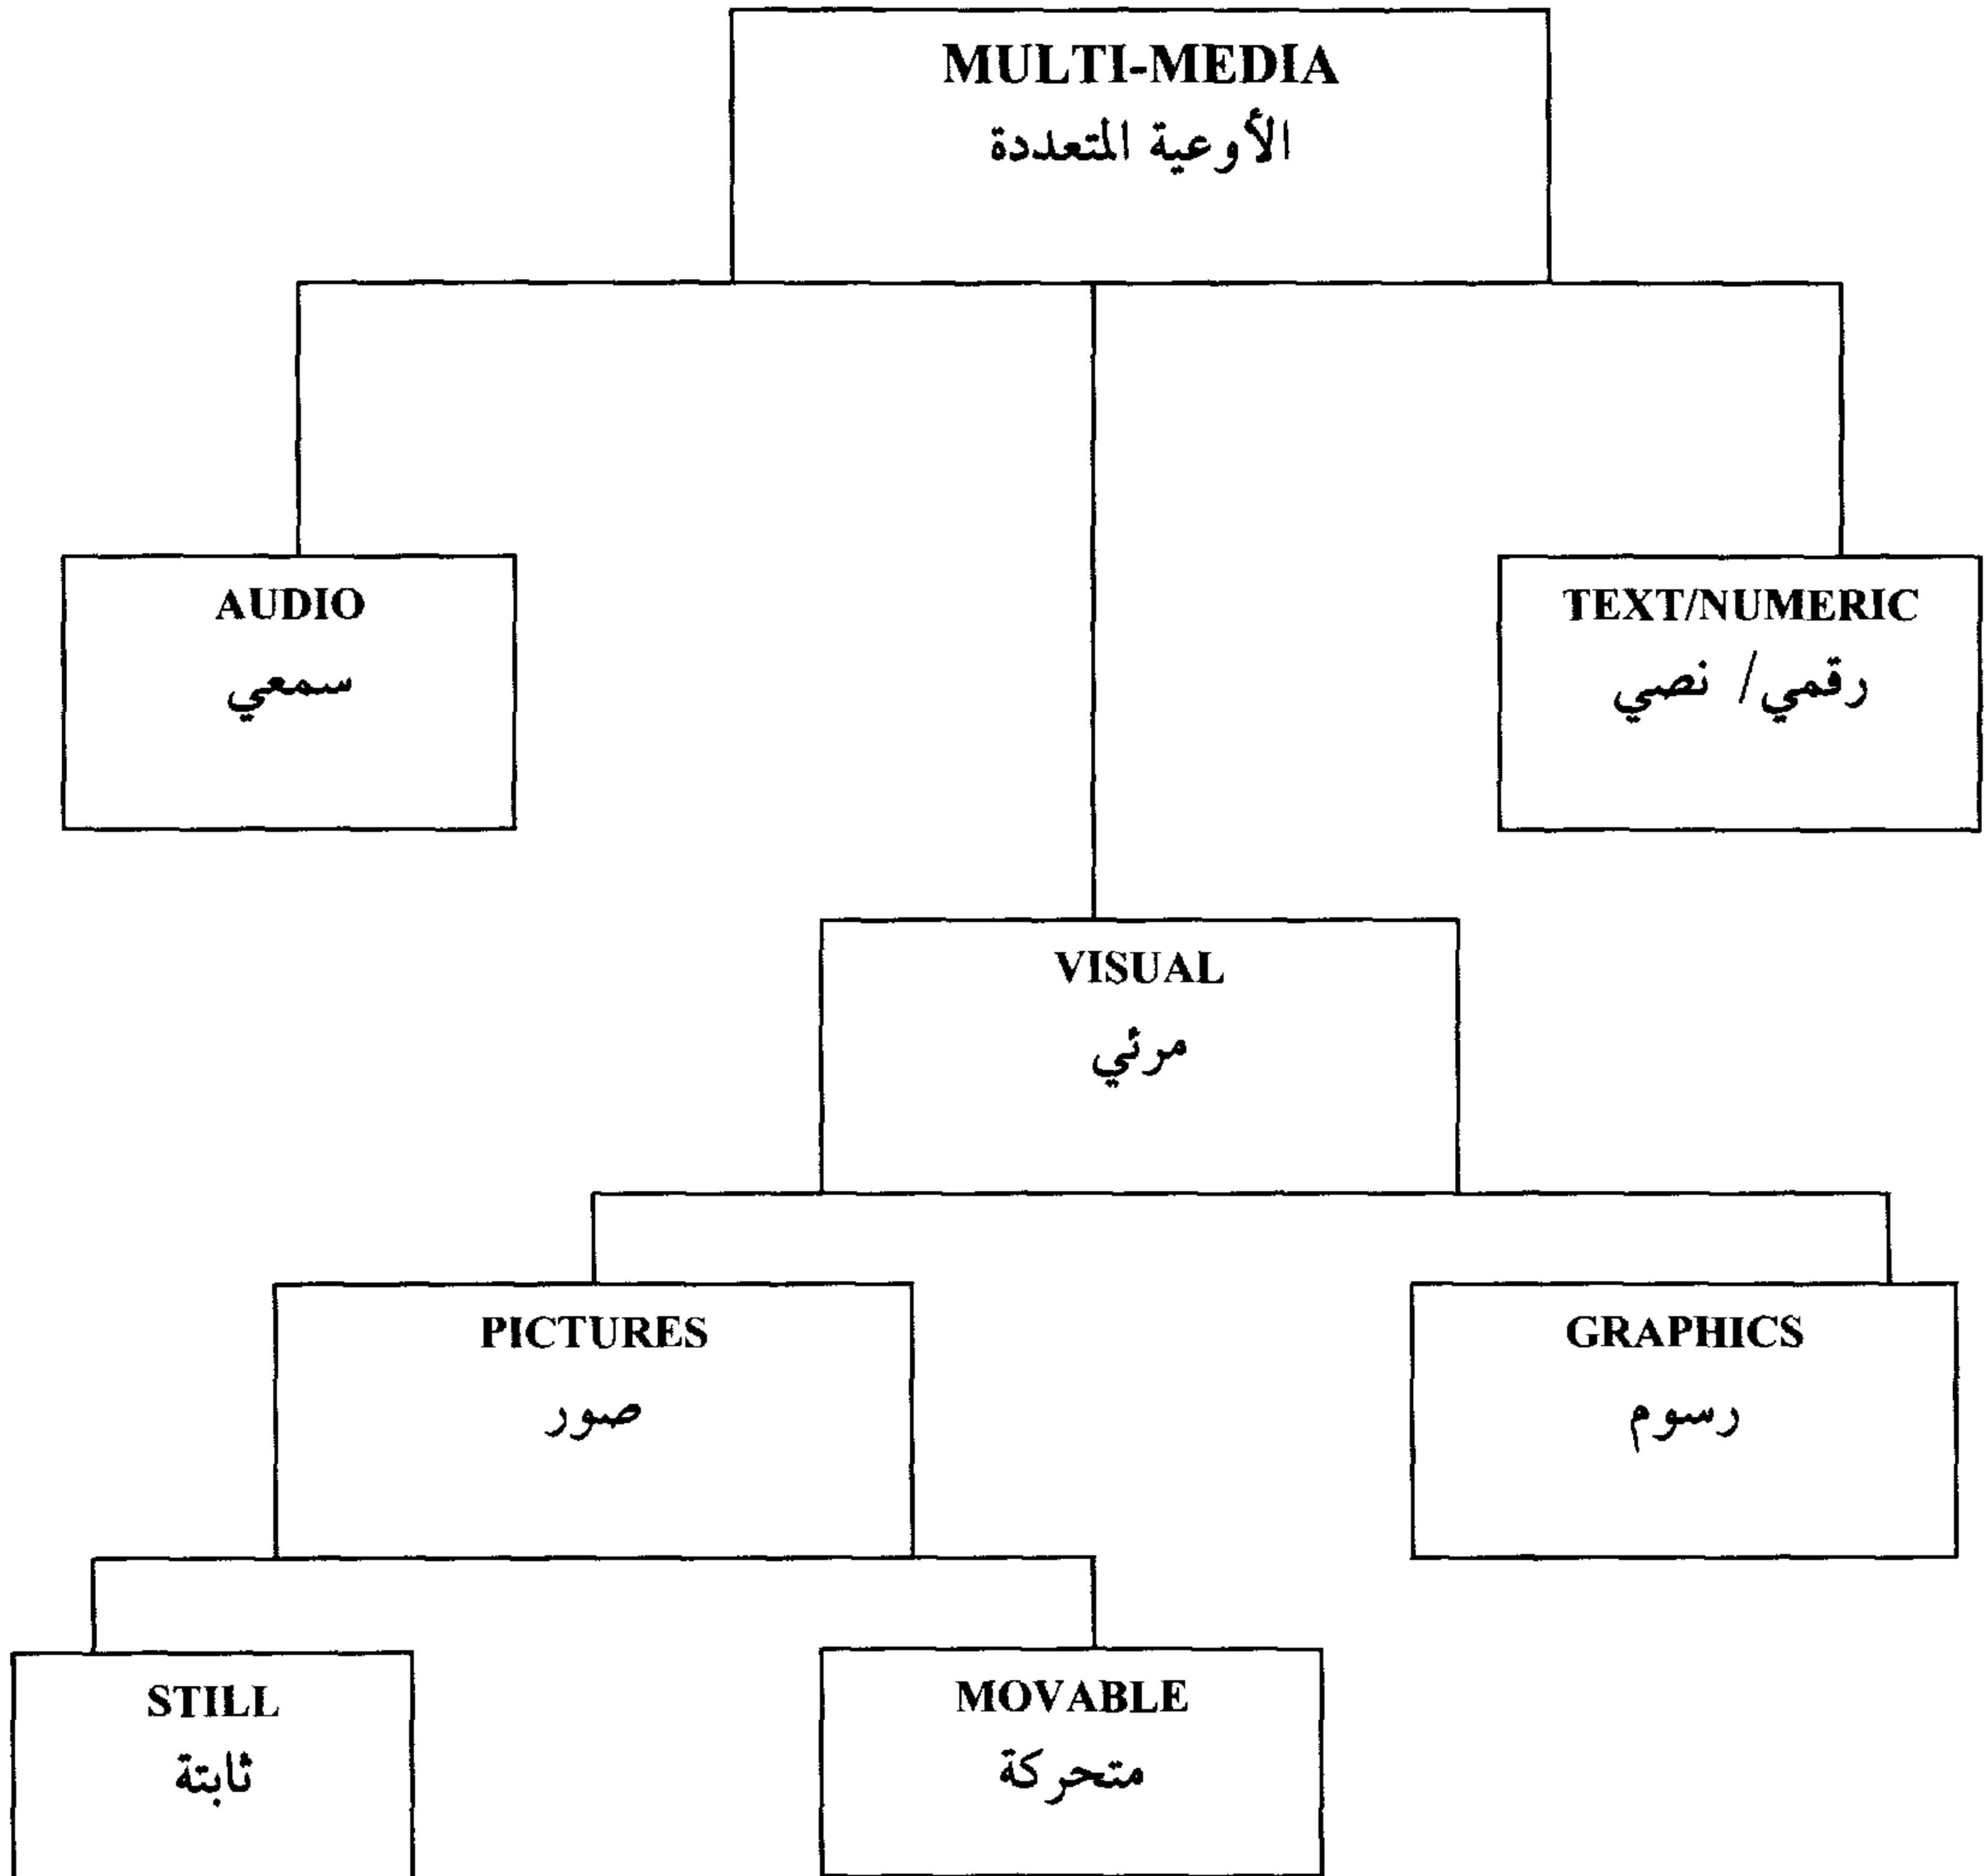 MULTI-MEDIA
الأوعية المتعددة
AUDIO
سمعي
TEXT/NUMERIC
رقمي/ نصي
VISUAL
مرئي
PICTURES
صور
GRAPHICS
رسوم
STILL
ثابتة
MOVABLE
متحركة